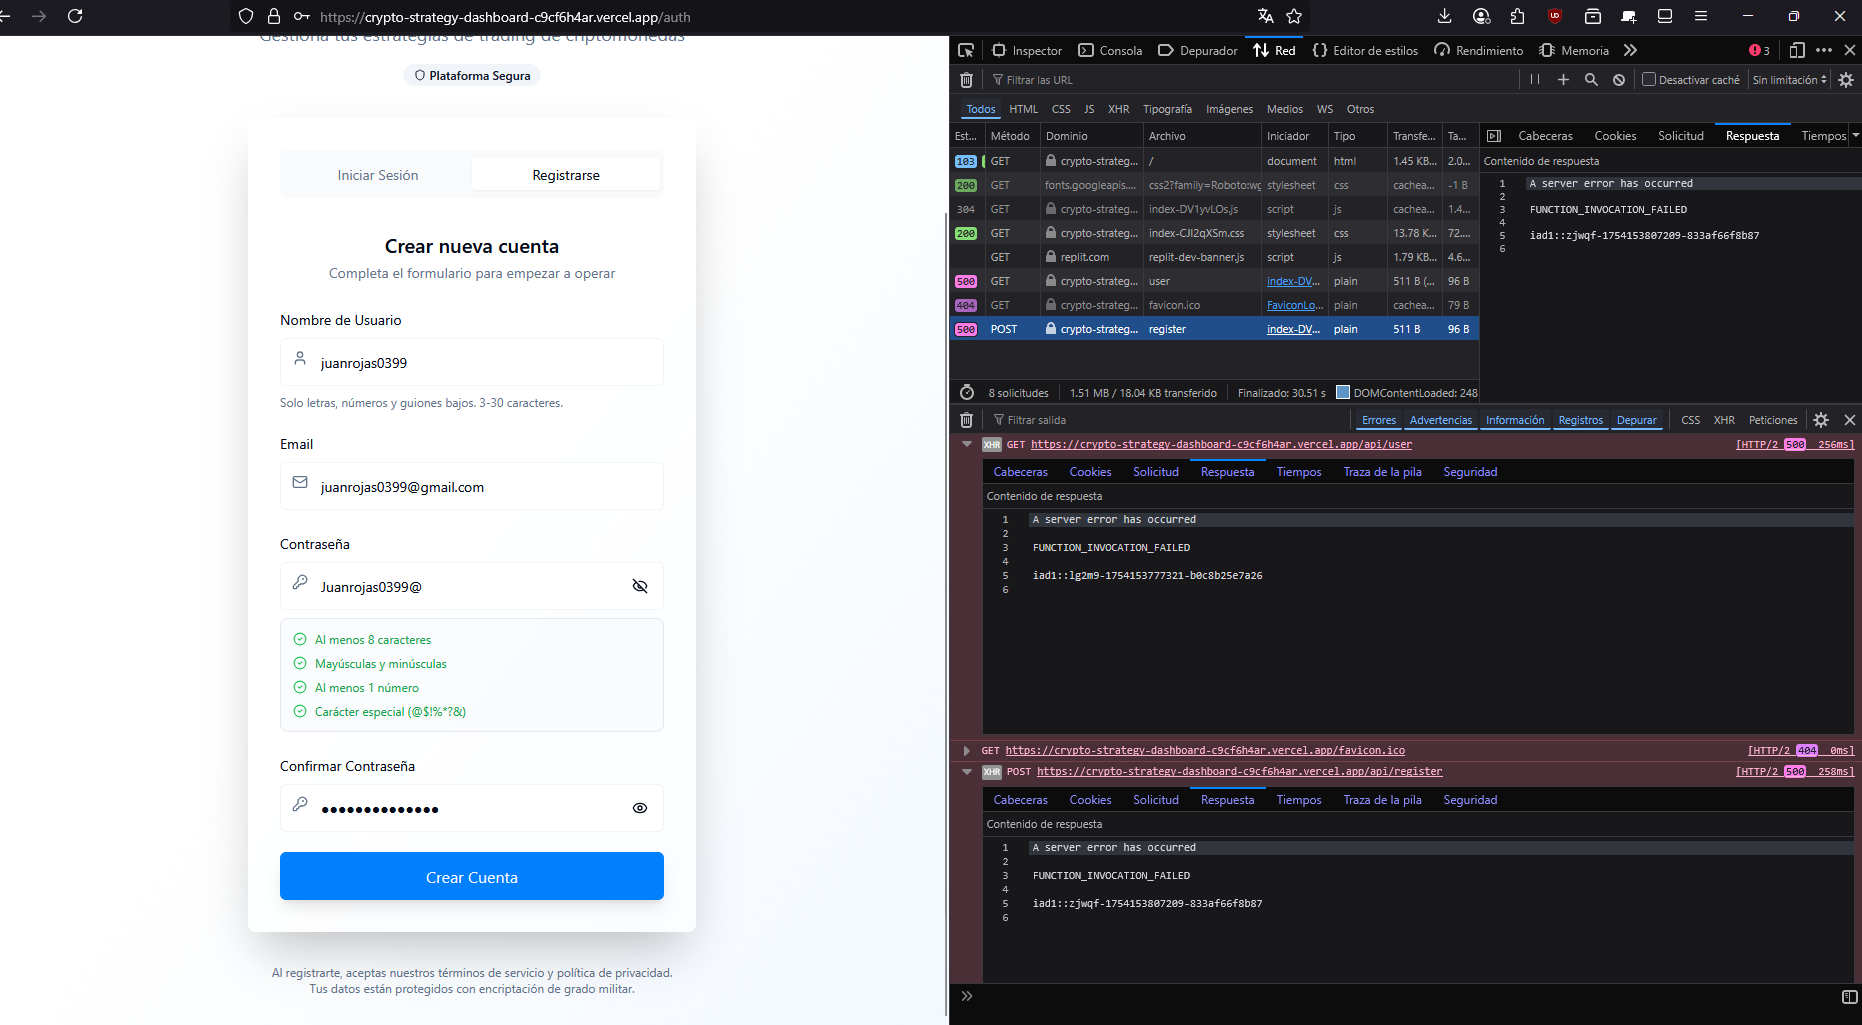 https://crypto-strategy-dashboard-c9cf6h4ar.vercel.app/auth
Gestiona tus estrategias de trading de criptomonedas
Plataforma Segura
Iniciar Sesión
Registrarse
Crear nueva cuenta
Completa el formulario para empezar a operar
Nombre de Usuario
juanrojas0399
Solo letras, números y guiones bajos. 3-30 caracteres.
Email
juanrojas0399@gmail.com
Contraseña
Juanrojas0399@
Al menos 8 caracteres
Mayúsculas y minúsculas
Al menos 1 número
Carácter especial (@$!%*?&)
Confirmar Contraseña
●●●●●●●●●●●●●●
Crear Cuenta
Al registrarte, aceptas nuestros términos de servicio y política de privacidad.
Tus datos están protegidos con encriptación de grado militar.
Inspector Consola Depurador Red Editor de estilos Rendimiento Memoria 3
Filtrar las URL Desactivar caché Sin limitación
Todos HTML CSS JS XHR Tipografía Imágenes Medios WS Otros
Est... Método Dominio Archivo Iniciador Tipo Transfe... Ta...
103 GET crypto-strateg... / document html 1.45 KB... 2.0...
200 GET fonts.googleapis.... css2?family=Roboto:wg stylesheet css cachea... -1 B
304 GET crypto-strateg... index-DV1yvLOs.js script js cachea... 1.4...
200 GET crypto-strateg... index-CJI2qXSm.css stylesheet css 13.78 K... 72....
GET replit.com replit-dev-banner.js script js 1.79 KB... 4.6...
500 GET crypto-strateg... user index-DV... plain 511 B (... 96 B
404 GET crypto-strateg... favicon.ico FaviconLo... plain cachea... 79 B
500 POST crypto-strateg... register index-DV... plain 511 B 96 B
8 solicitudes 1.51 MB / 18.04 KB transferido Finalizado: 30.51 s DOMContentLoaded: 248
Cabeceras Cookies Solicitud Respuesta Tiempos
Contenido de respuesta
1 A server error has occurred
2
3 FUNCTION_INVOCATION_FAILED
4
5 iad1::zjwqf-1754153807209-833af66f8b87
6
Filtrar salida Errores Advertencias Información Registros Depurar CSS XHR Peticiones
XHR GET https://crypto-strategy-dashboard-c9cf6h4ar.vercel.app/api/user [HTTP/2 500 256ms]
Cabeceras Cookies Solicitud Respuesta Tiempos Traza de la pila Seguridad
Contenido de respuesta
1 A server error has occurred
2
3 FUNCTION_INVOCATION_FAILED
4
5 iad1::lg2m9-1754153777321-b0c8b25e7a26
6
GET https://crypto-strategy-dashboard-c9cf6h4ar.vercel.app/favicon.ico [HTTP/2 404 0ms]
XHR POST https://crypto-strategy-dashboard-c9cf6h4ar.vercel.app/api/register [HTTP/2 500 258ms]
Cabeceras Cookies Solicitud Respuesta Tiempos Traza de la pila Seguridad
Contenido de respuesta
1 A server error has occurred
2
3 FUNCTION_INVOCATION_FAILED
4
5 iad1::zjwqf-1754153807209-833af66f8b87
6